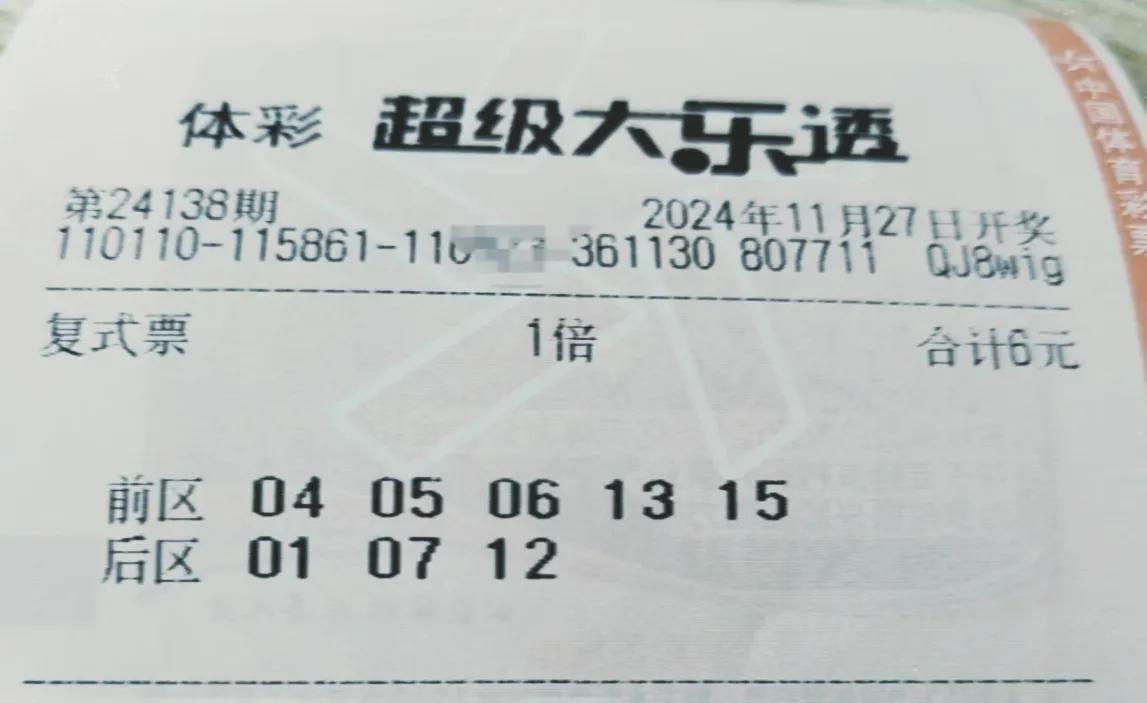 体彩 超级大乐透
第24138期 2024年11月27日开奖
110110-115861-110 -361130 807711 QJ8wig
复式票 1倍 合计6元
前区 04 05 06 13 15
后区 01 07 12
中国体育彩票